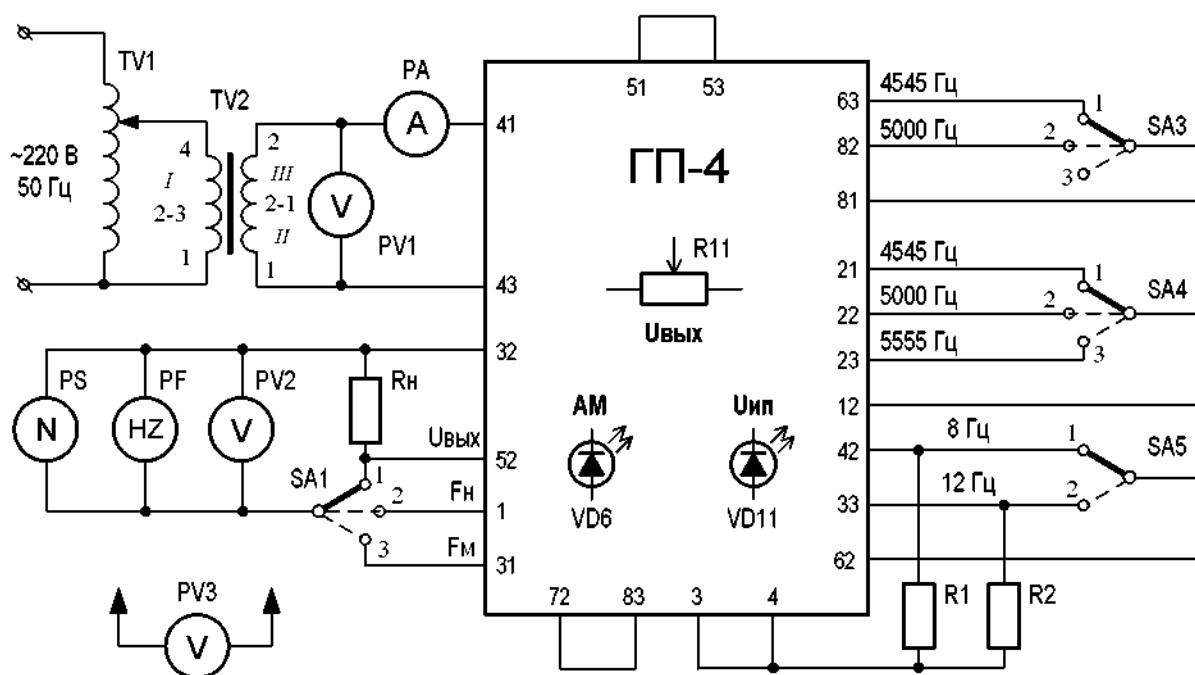 51
53
TV1
PA
A
41
TV2
4
2
~220 В
50 Гц
I
2-3
III
2-1
II
V
PV1
1
1
43
ГП-4
R11
Uвых
63
4545 Гц
1
SA3
82
5000 Гц
2
3
81
21
4545 Гц
1
SA4
22
5000 Гц
2
23
5555 Гц
3
12
32
PS
PF
PV2
Rн
N
HZ
V
Uвых
52
SA1
1
2
Fн
1
3
Fм
31
АМ
Uип
VD6
VD11
42
8 Гц
1
SA5
33
12 Гц
2
62
PV3
V
72
83
3
4
R1
R2